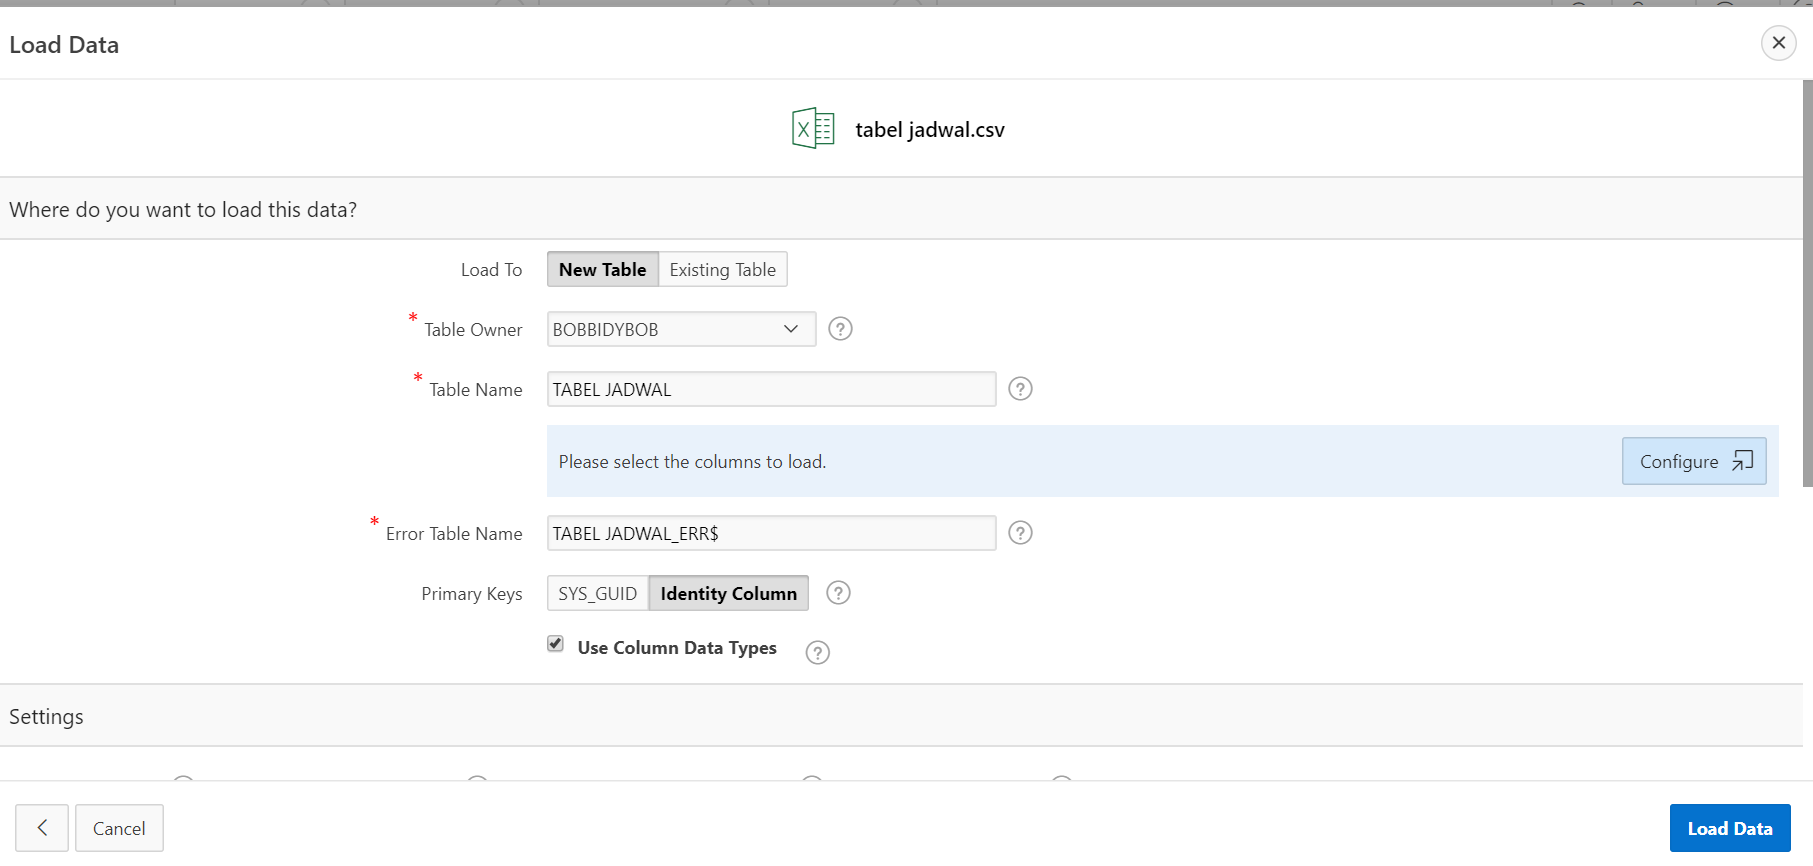 Load Data
tabel jadwal.csv
Where do you want to load this data?
Load To New Table Existing Table
* Table Owner BOBBIDYBOB ?
* Table Name TABEL JADWAL ?
Please select the columns to load. Configure
* Error Table Name TABEL JADWAL_ERR$ ?
Primary Keys SYS_GUID Identity Column ?
Use Column Data Types ?
Settings
Cancel Load Data